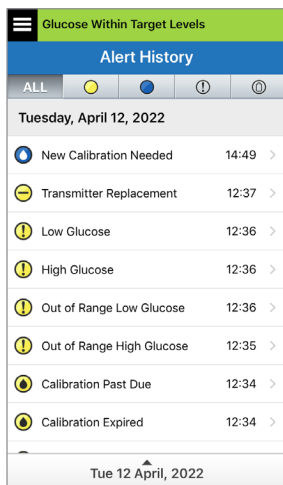 Glucose Within Target Levels
Alert History
ALL
Tuesday, April 12, 2022
New Calibration Needed 14:49
Transmitter Replacement 12:37
Low Glucose 12:36
High Glucose 12:36
Out of Range Low Glucose 12:36
Out of Range High Glucose 12:35
Calibration Past Due 12:34
Calibration Expired 12:34
Tue 12 April, 2022